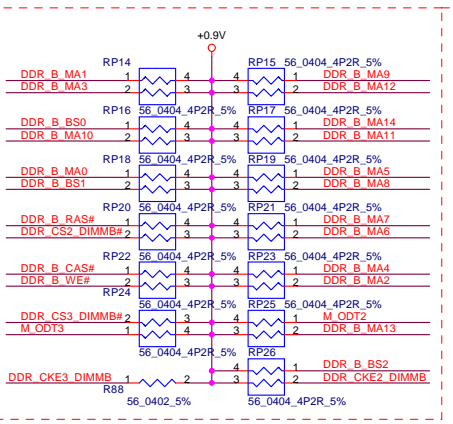 +0.9V
RP14 RP15 56_0404_4P2R_5%
DDR_B_MA1 1 4 4 1 DDR_B_MA9
DDR_B_MA3 2 3 3 2 DDR_B_MA12
RP16 56_0404_4P2R_5% RP17 56_0404_4P2R_5%
DDR_B_BS0 1 4 4 1 DDR_B_MA14
DDR_B_MA10 2 3 3 2 DDR_B_MA11
RP18 56_0404_4P2R_5% RP19 56_0404_4P2R_5%
DDR_B_MA0 1 4 4 1 DDR_B_MA5
DDR_B_BS1 2 3 3 2 DDR_B_MA8
RP20 56_0404_4P2R_5% RP21 56_0404_4P2R_5%
DDR_B_RAS# 1 4 4 1 DDR_B_MA7
DDR_CS2_DIMMB# 2 3 3 2 DDR_B_MA6
RP22 56_0404_4P2R_5% RP23 56_0404_4P2R_5%
DDR_B_CAS# 1 4 4 1 DDR_B_MA4
DDR_B_WE# 2 3 3 2 DDR_B_MA2
RP24 56_0404_4P2R_5% RP25 56_0404_4P2R_5%
DDR_CS3_DIMMB# 2 3 4 1 M_ODT2
M_ODT3 1 4 3 2 DDR_B_MA13
56_0404_4P2R_5% RP26
4 1 DDR_B_BS2
DDR_CKE3_DIMMB 1 2 3 2 DDR_CKE2_DIMMB
R88
56_0402_5% 56_0404_4P2R_5%